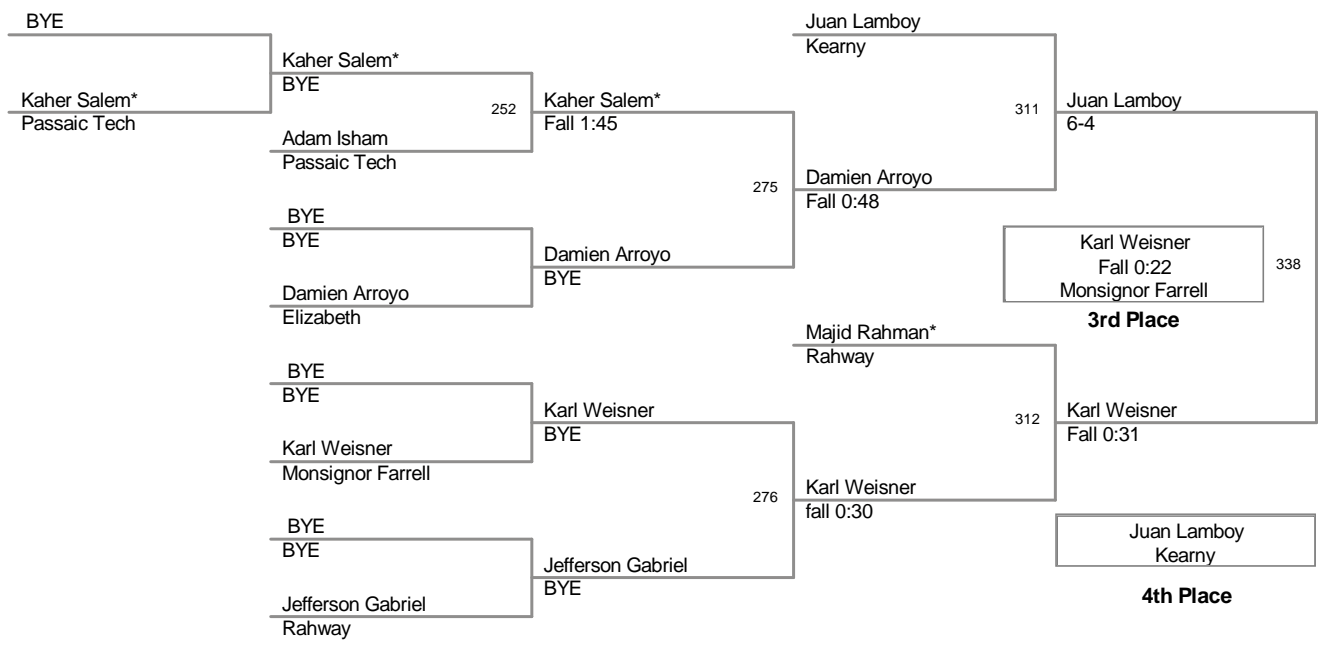 BYE
Kaher Salem*
Passaic Tech
Kaher Salem*
BYE
252
Adam Isham
Passaic Tech
BYE
BYE
Damien Arroyo
Elizabeth
BYE
BYE
Karl Weisner
Monsignor Farrell
BYE
BYE
Jefferson Gabriel
Rahway
Kaher Salem*
Fall 1:45
275
Damien Arroyo
BYE
Karl Weisner
BYE
276
Jefferson Gabriel
BYE
Juan Lamboy
Kearny
311
Damien Arroyo
Fall 0:48
Majid Rahman*
Rahway
312
Karl Weisner
fall 0:30
Juan Lamboy
6-4
Karl Weisner
Fall 0:22
Monsignor Farrell
338
3rd Place
Karl Weisner
Fall 0:31
Juan Lamboy
Kearny
4th Place